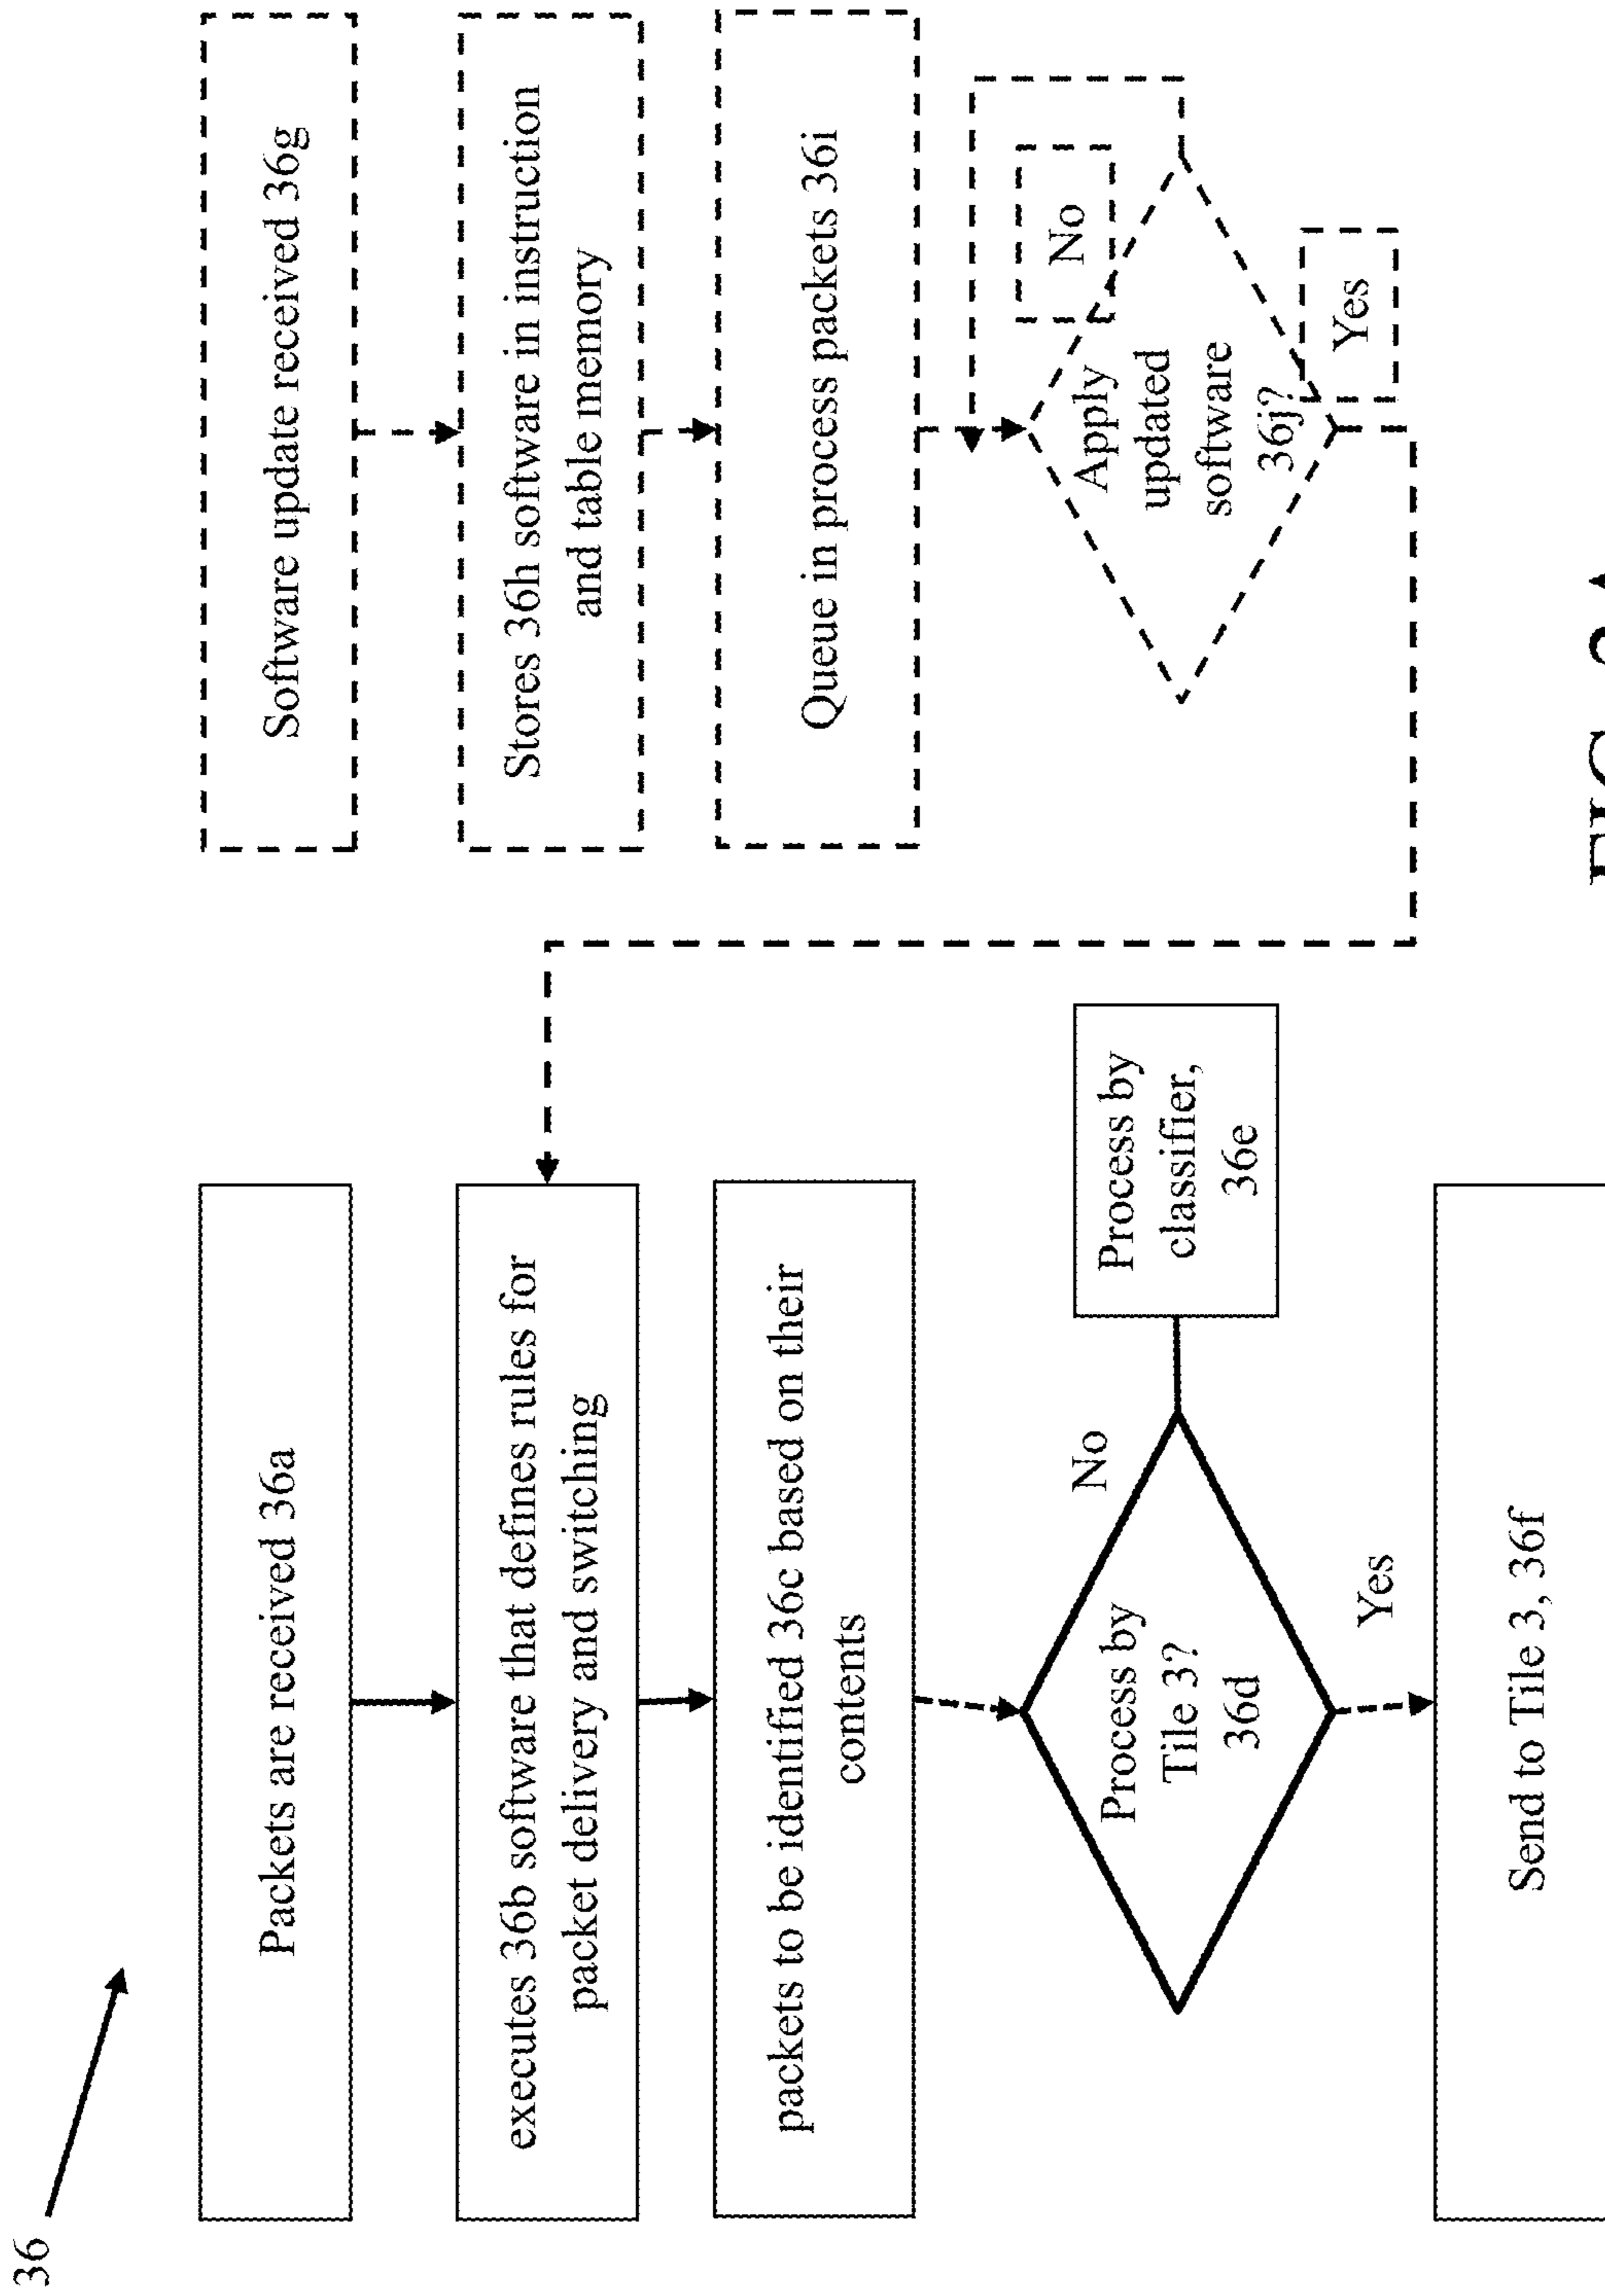 36
Packets are received 36a
executes 36b software that defines rules for
packet delivery and switching
packets to be identified 36c based on their
contents
Process by
Tile 3?
36d
No
Process by
classifier,
36e
Yes
Send to Tile 3, 36f
Software update received 36g
Stores 36h software in instruction
and table memory
Queue in process packets 36i
Apply
updated
software
36j?
No
Yes